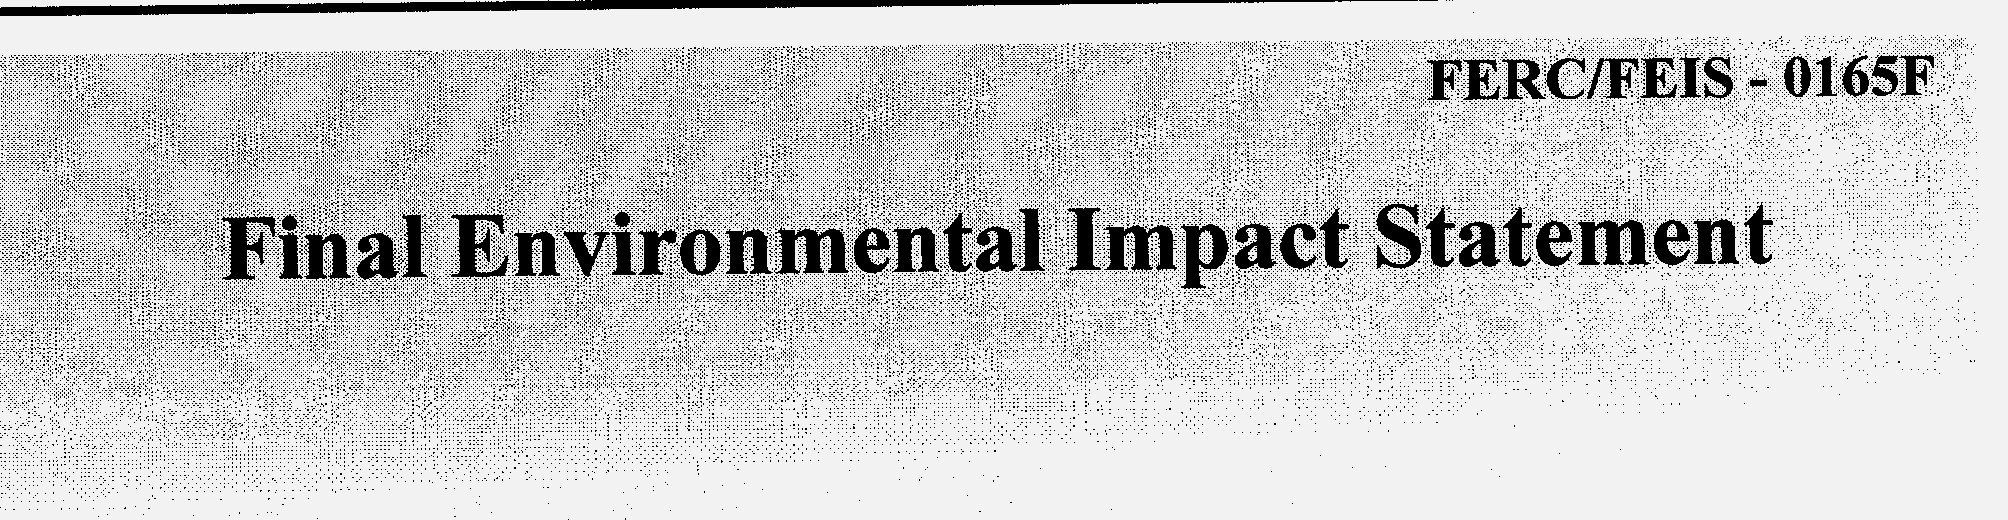 FERC/FEIS - 0165F
Final Environmental Impact Statement